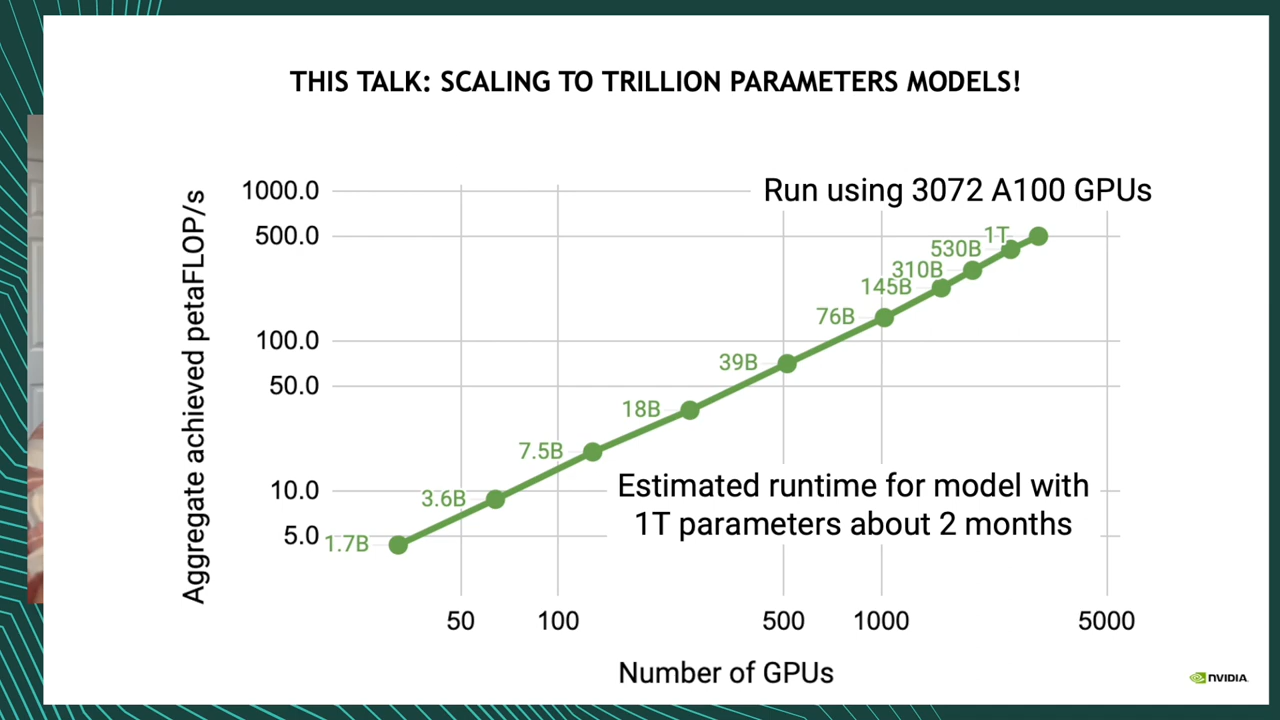 THIS TALK: SCALING TO TRILLION PARAMETERS MODELS!
Aggregate achieved petaFLOP/s
1000.0
500.0
100.0
50.0
10.0
5.0
Run using 3072 A100 GPUs
1T
530B
310B
145B
76B
39B
18B
7.5B
3.6B
1.7B
Estimated runtime for model with
1T parameters about 2 months
50
100
500
1000
5000
Number of GPUs
NVIDIA.